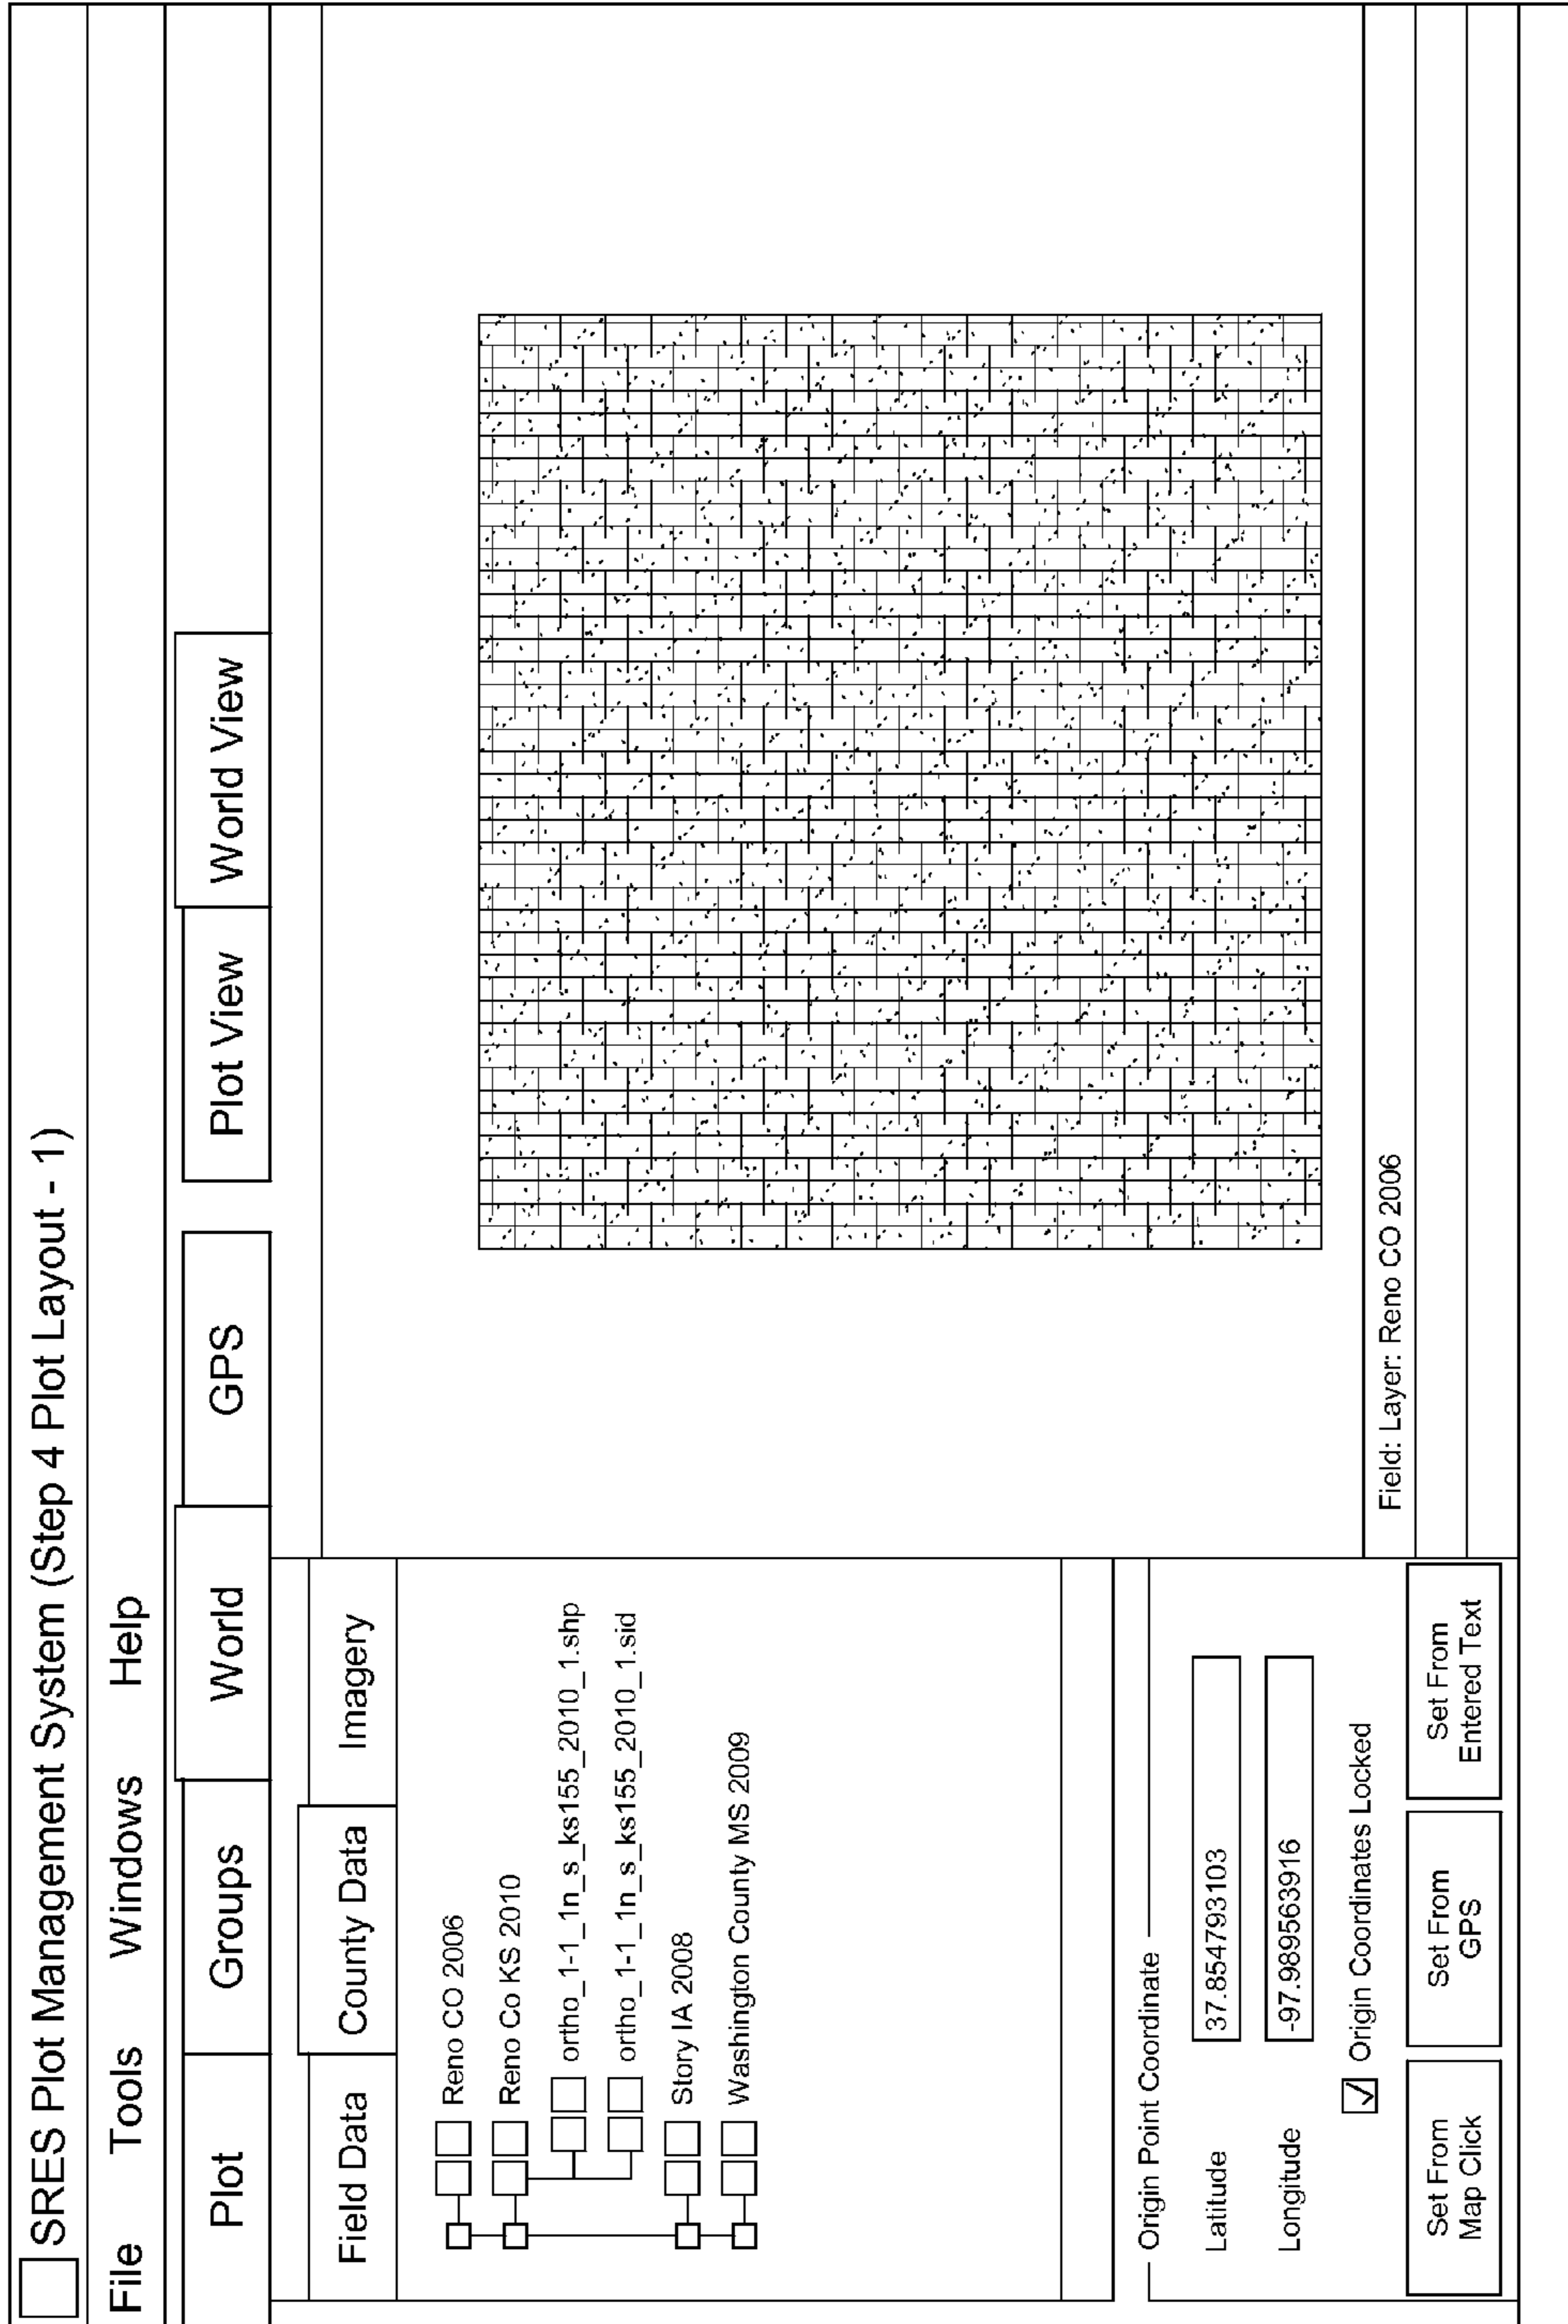 SRES Plot Management System (Step 4 Plot Layout - 1)
File Tools Windows Help
Plot Groups World GPS Plot View World View
Field Data County Data Imagery
Reno CO 2006
Reno Co KS 2010
ortho_1-1_1n_s_ks155_2010_1.shp
ortho_1-1_1n_s_ks155_2010_1.sid
Story IA 2008
Washington County MS 2009
Origin Point Coordinate
Latitude 37.854793103
Longitude -97.989563916
Origin Coordinates Locked
Set From
Map Click
Set From
GPS
Set From
Entered Text
Field: Layer: Reno CO 2006